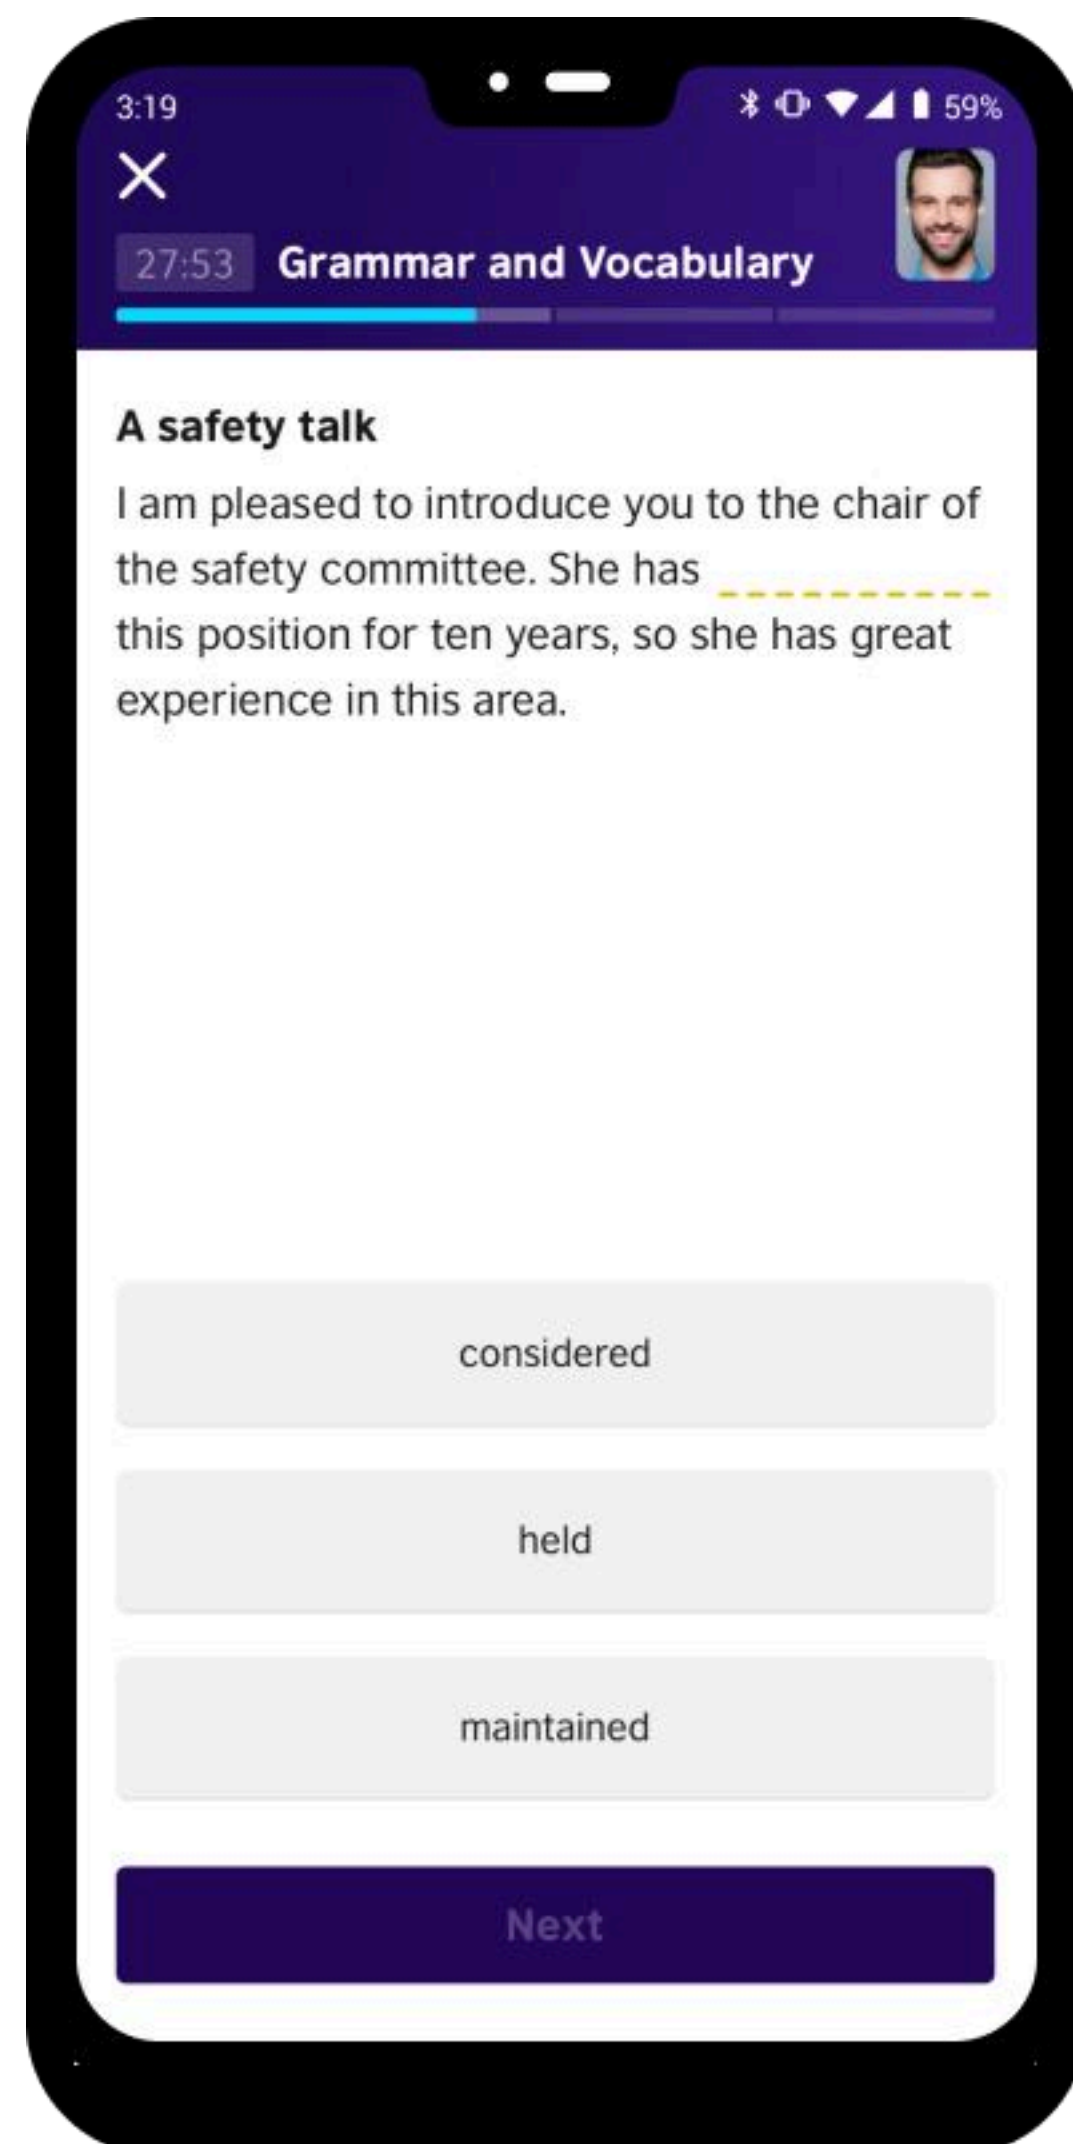 3:19
59%
27:53 Grammar and Vocabulary
A safety talk
I am pleased to introduce you to the chair of
the safety committee. She has
this position for ten years, so she has great
experience in this area.
considered
held
maintained
Next